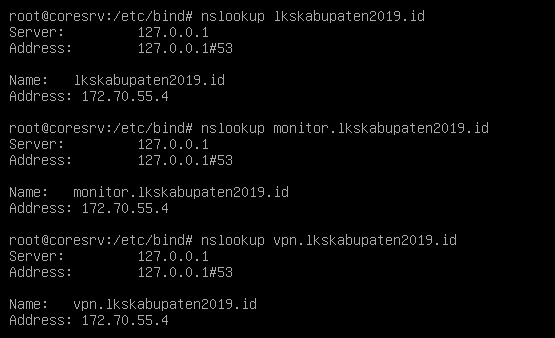 root@coresrv:/etc/bind# nslookup lkskabupaten2019.id
Server:         127.0.0.1
Address:        127.0.0.1#53

Name:   lkskabupaten2019.id
Address: 172.70.55.4

root@coresrv:/etc/bind# nslookup monitor.lkskabupaten2019.id
Server:         127.0.0.1
Address:        127.0.0.1#53

Name:   monitor.lkskabupaten2019.id
Address: 172.70.55.4

root@coresrv:/etc/bind# nslookup vpn.lkskabupaten2019.id
Server:         127.0.0.1
Address:        127.0.0.1#53

Name:   vpn.lkskabupaten2019.id
Address: 172.70.55.4